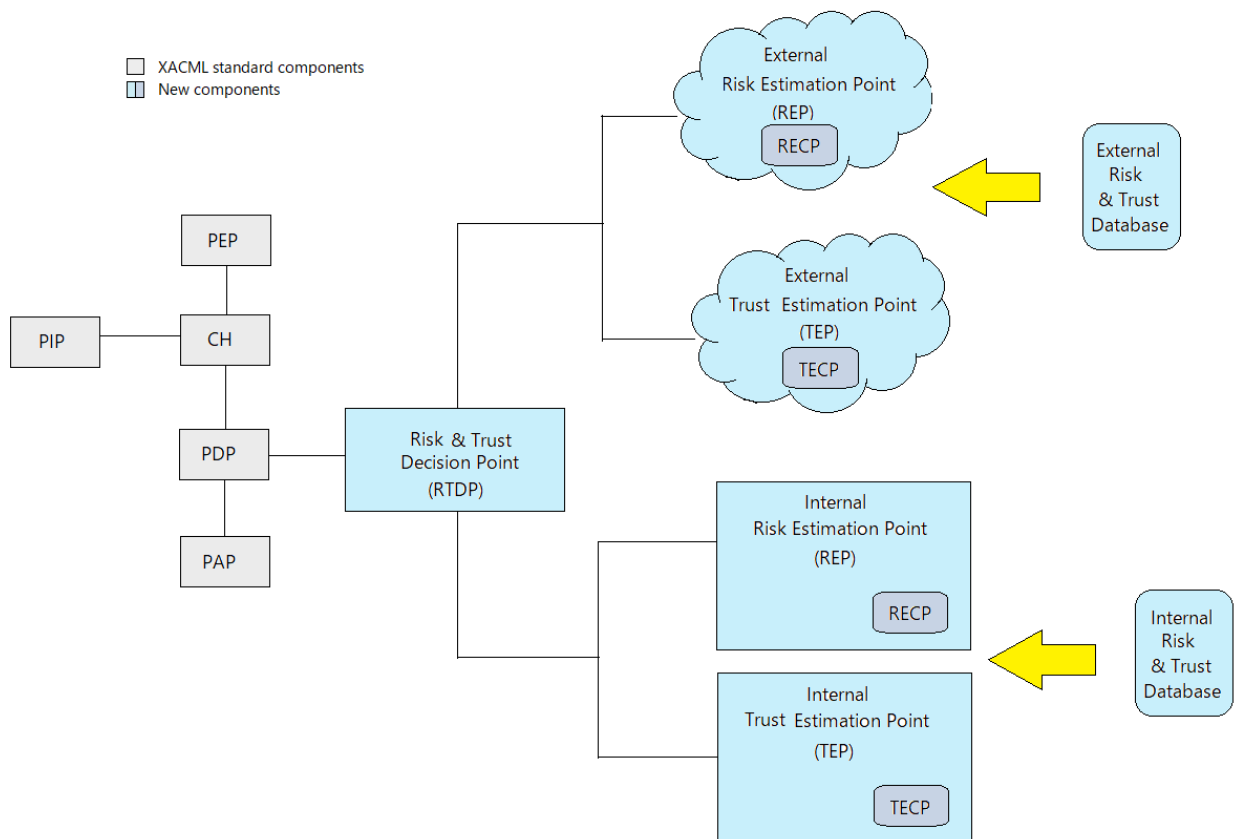 XACML standard components
New components
External
Risk Estimation Point
(REP)
RECP
External
Risk
& Trust
Database
PEP
External
Trust Estimation Point
(TEP)
TECP
PIP
CH
PDP
Risk & Trust
Decision Point
(RTDP)
PAP
Internal
Risk Estimation Point
(REP)
RECP
Internal
Risk
& Trust
Database
Internal
Trust Estimation Point
(TEP)
TECP